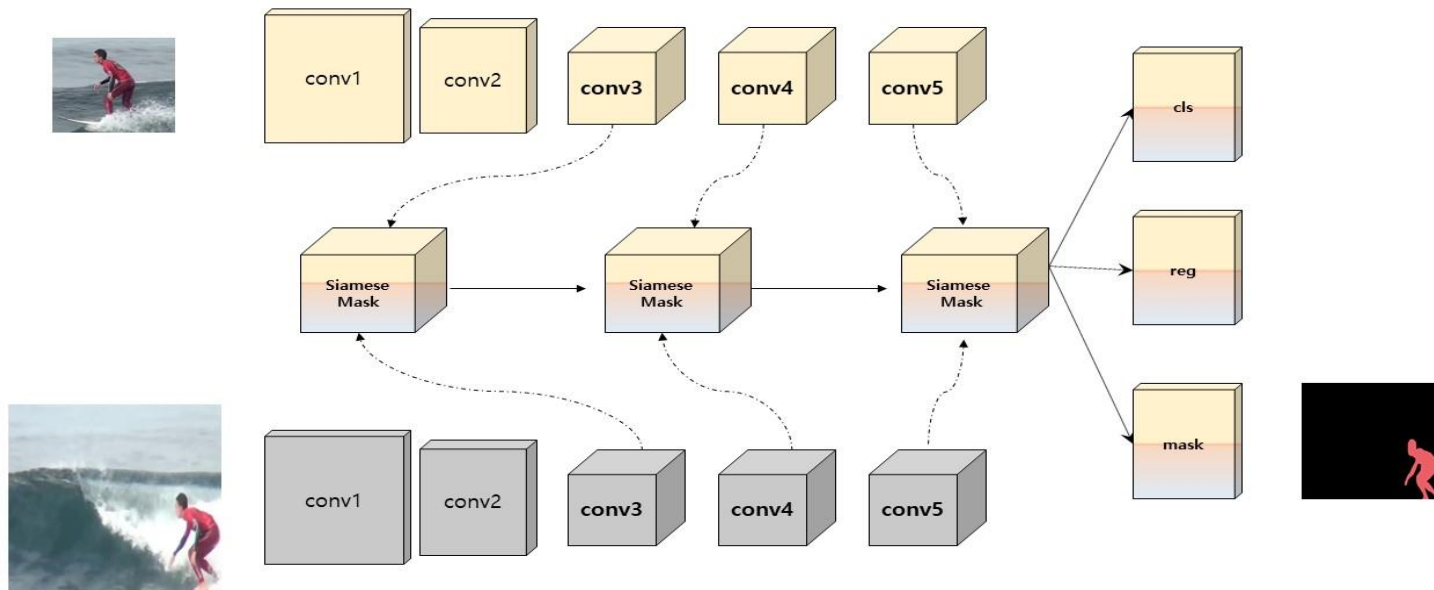 conv1
conv2
conv3
conv4
conv5
cls
Siamese
Mask
Siamese
Mask
Siamese
Mask
reg
mask
conv1
conv2
conv3
conv4
conv5